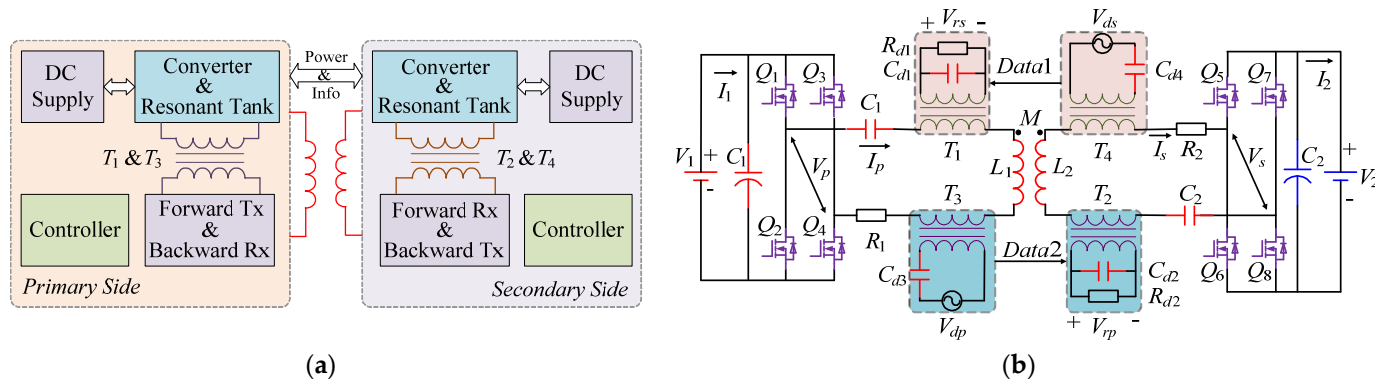 DC
Supply
Converter
&
Resonant Tank
Power
&
Info
Converter
&
Resonant Tank
DC
Supply
T1 & T3
T2 & T4
Controller
Forward Tx
&
Backward Rx
Forward Rx
&
Backward Tx
Controller
Primary Side
Secondary Side
(a)
+ Vrs -
Vds
Rd1
Cd1
Data1
Cd4
I1
Q1
Q3
C1
Ip
T1
M
T4
Is
R2
Q5
Q7
I2
V1
+
-
C1
Vp
L1
L2
Vs
C2
+
V2
-
Q2
Q4
R1
T3
T2
C2
Q6
Q8
Cd3
Data2
Cd2
Rd2
Vdp
+ Vrp -
(b)